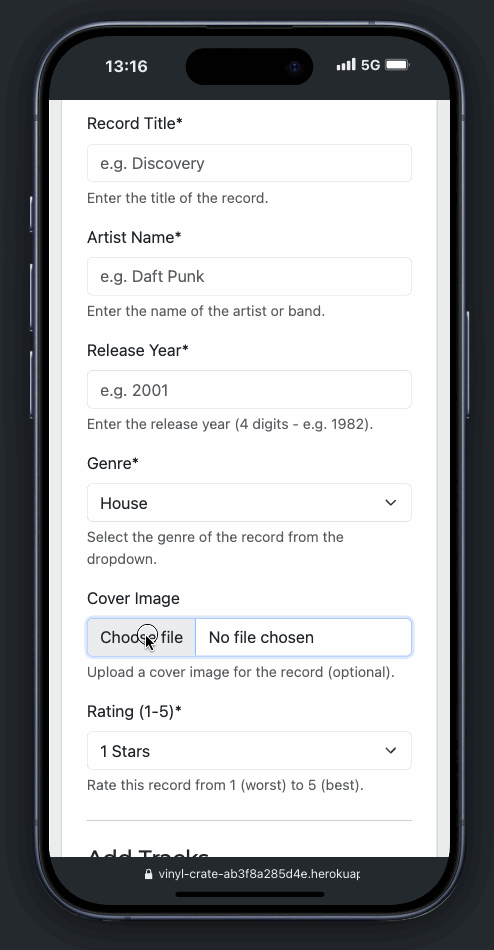 13:16
5G
Record Title*
e.g. Discovery
Enter the title of the record.
Artist Name*
e.g. Daft Punk
Enter the name of the artist or band.
Release Year*
e.g. 2001
Enter the release year (4 digits - e.g. 1982).
Genre*
House
Select the genre of the record from the
dropdown.
Cover Image
Choose file
No file chosen
Upload a cover image for the record (optional).
Rating (1-5)*
1 Stars
Rate this record from 1 (worst) to 5 (best).
Add Tracks
vinyl-crate-ab3f8a285d4e.herokuap